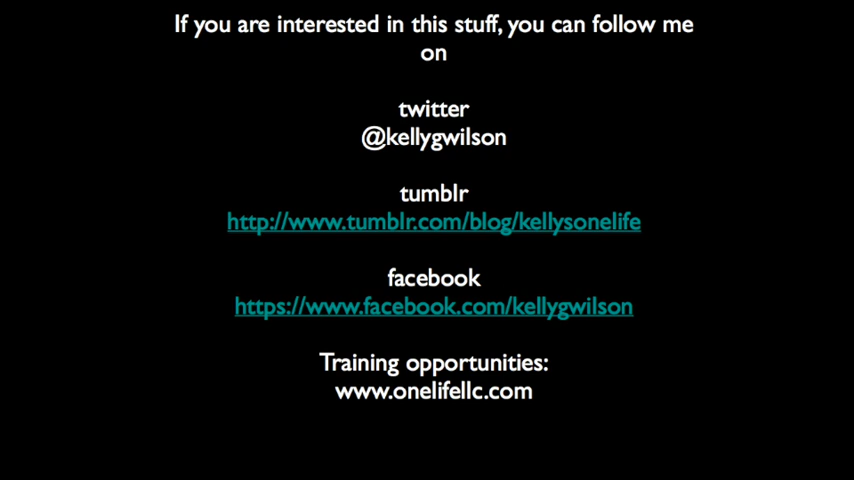 If you are interested in this stuff, you can follow me
on
twitter
@kellygwilson
tumblr
http://www.tumblr.com/blog/kellysonelife
facebook
https://www.facebook.com/kellygwilson
Training opportunities:
www.onelifellc.com